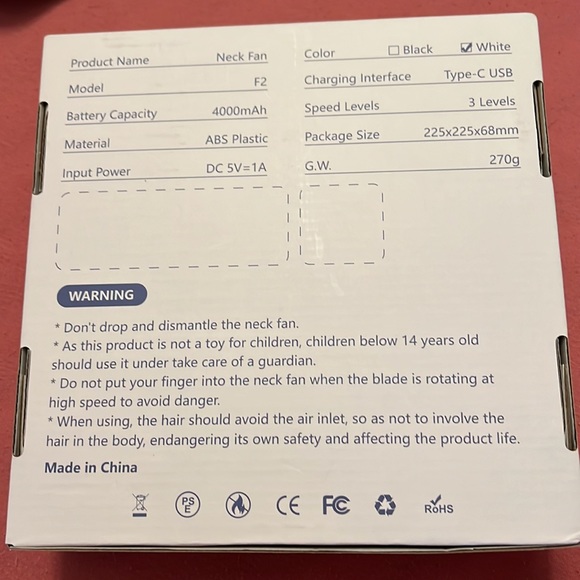 Product Name Neck Fan
Model F2
Battery Capacity 4000mAh
Material ABS Plastic
Input Power DC 5V=1A
Color Black White
Charging Interface Type-C USB
Speed Levels 3 Levels
Package Size 225x225x68mm
G.W. 270g
WARNING
* Don't drop and dismantle the neck fan.
* As this product is not a toy for children, children below 14 years old
should use it under take care of a guardian.
* Do not put your finger into the neck fan when the blade is rotating at
high speed to avoid danger.
* When using, the hair should avoid the air inlet, so as not to involve the
hair in the body, endangering its own safety and affecting the product life.
Made in China
PS
E
CE
FC
RoHS